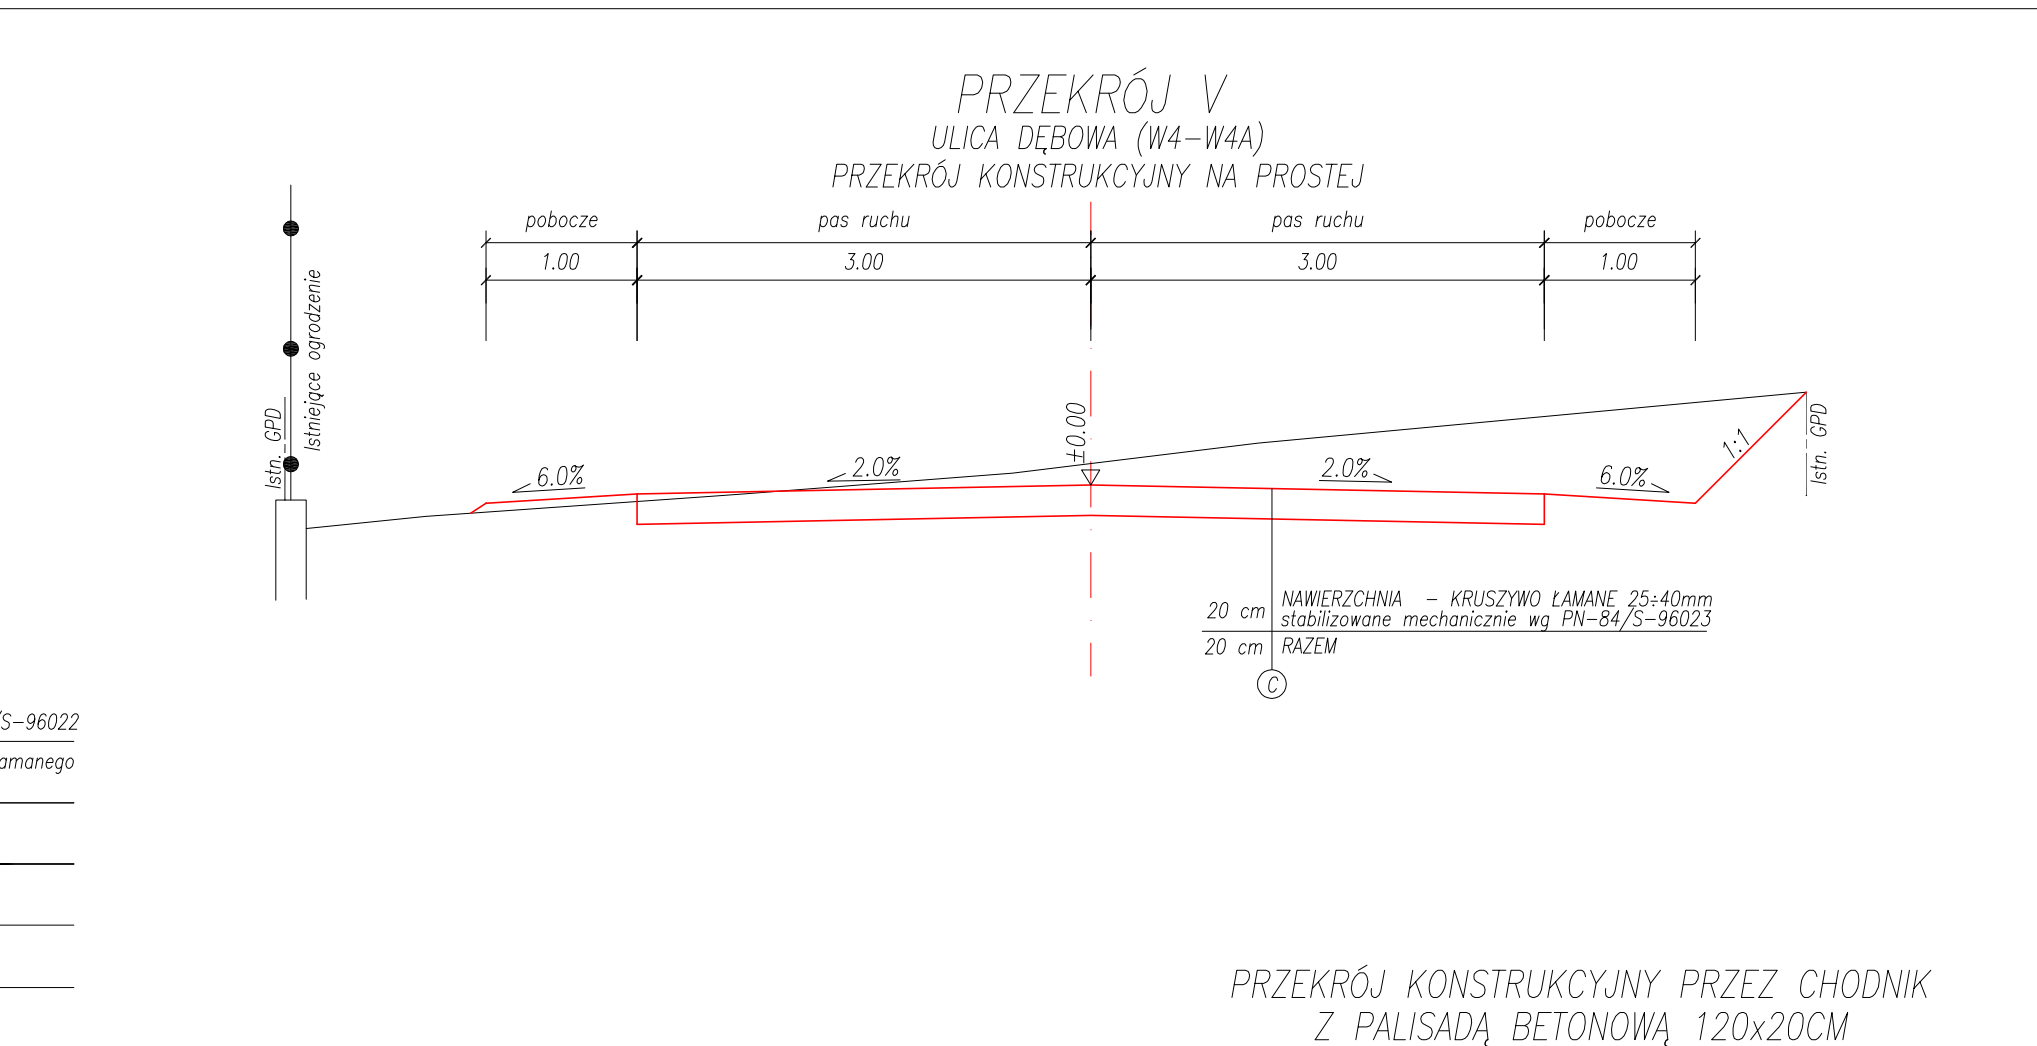 PRZEKRÓJ V
ULICA DĘBOWA (W4-W4A)
PRZEKRÓJ KONSTRUKCYJNY NA PROSTEJ
pobocze
pas ruchu
pas ruchu
pobocze
1.00
3.00
3.00
1.00
Istn. GPD
Istniejące ogrodzenie
6.0%
2.0%
±0.00
2.0%
6.0%
1:1
Istn. GPD
20 cm
NAWIERZCHNIA - KRUSZYWO ŁAMANE 25÷40mm
stabilizowane mechanicznie wg PN-84/S-96023
20 cm
RAZEM
C
/S-96022
amanego
PRZEKRÓJ KONSTRUKCYJNY PRZEZ CHODNIK
Z PALISADĄ BETONOWĄ 120x20CM